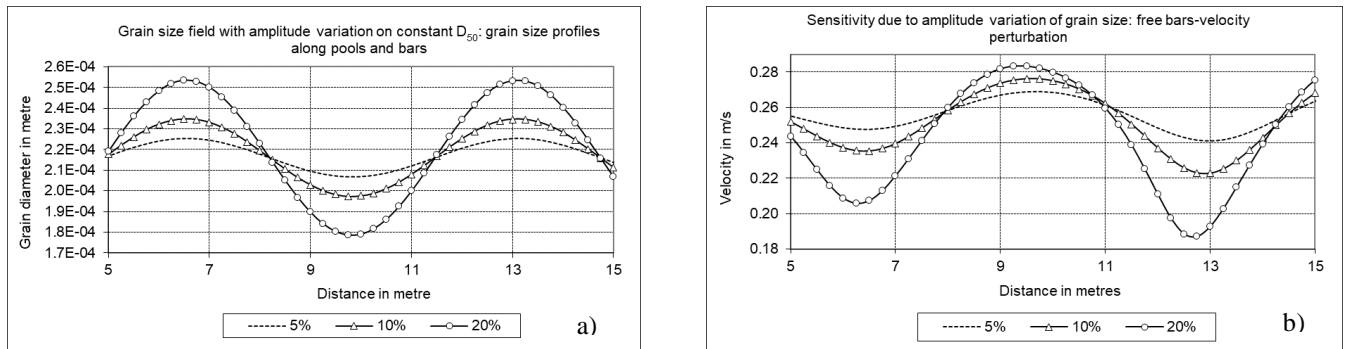 Grain size field with amplitude variation on constant D50: grain size profiles
along pools and bars
2.6E-04
2.5E-04
2.4E-04
2.3E-04
2.2E-04
2.1E-04
2.0E-04
1.9E-04
1.8E-04
1.7E-04
Grain diameter in metre
5 7 9 11 13 15
Distance in metre
5% 10% 20%
a)
Sensitivity due to amplitude variation of grain size: free bars-velocity
perturbation
0.28
0.26
0.24
0.22
0.20
0.18
Velocity in m/s
5 7 9 11 13 15
Distance in metres
5% 10% 20%
b)